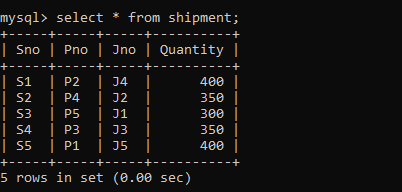 mysql> select * from shipment;
+-----+-----+-----+----------+
| Sno | Pno | Jno | Quantity |
+-----+-----+-----+----------+
| S1  | P2  | J4  |      400 |
| S2  | P4  | J2  |      350 |
| S3  | P5  | J1  |      300 |
| S4  | P3  | J3  |      350 |
| S5  | P1  | J5  |      400 |
+-----+-----+-----+----------+
5 rows in set (0.00 sec)